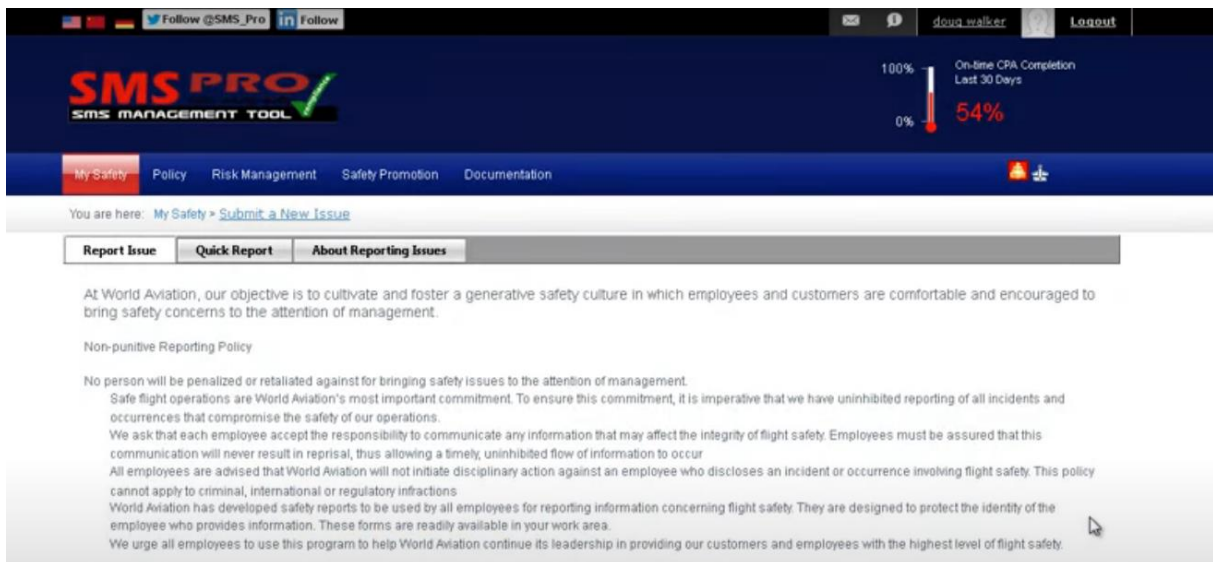 Follow @SMS_Pro in Follow doug walker Logout
SMS PRO
SMS MANAGEMENT TOOL
100% On-time CPA Completion
Last 30 Days
54%
0%
My Safety Policy Risk Management Safety Promotion Documentation
You are here: My Safety > Submit a New Issue
Report Issue Quick Report About Reporting Issues
At World Aviation, our objective is to cultivate and foster a generative safety culture in which employees and customers are comfortable and encouraged to
bring safety concerns to the attention of management.
Non-punitive Reporting Policy
No person will be penalized or retaliated against for bringing safety issues to the attention of management.
Safe flight operations are World Aviation's most important commitment. To ensure this commitment, it is imperative that we have uninhibited reporting of all incidents and
occurrences that compromise the safety of our operations.
We ask that each employee accept the responsibility to communicate any information that may affect the integrity of flight safety. Employees must be assured that this
communication will never result in reprisal, thus allowing a timely, uninhibited flow of information to occur
All employees are advised that World Aviation will not initiate disciplinary action against an employee who discloses an incident or occurrence involving flight safety. This policy
cannot apply to criminal, international or regulatory infractions
World Aviation has developed safety reports to be used by all employees for reporting information concerning flight safety. They are designed to protect the identity of the
employee who provides information. These forms are readily available in your work area.
We urge all employees to use this program to help World Aviation continue its leadership in providing our customers and employees with the highest level of flight safety.